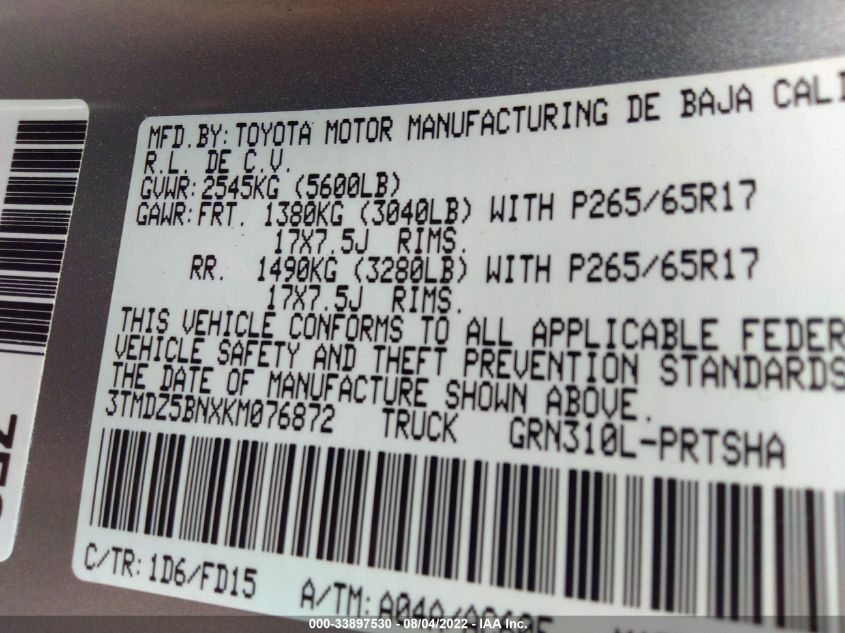 MFD.BY: TOYOTA MOTOR MANUFACTURING DE BAJA CALI
R.L. DE C.V.
GVWR: 2545KG (5600LB)
GAWR: FRT. 1380KG (3040LB) WITH P265/65R17
17X7.5J RIMS.
RR. 1490KG (3280LB) WITH P265/65R17
17X7.5J RIMS.
THIS VEHICLE CONFORMS TO ALL APPLICABLE FEDER
VEHICLE SAFETY AND THEFT PREVENTION STANDARDS
THE DATE OF MANUFACTURE SHOWN ABOVE.
3TMDZ5BNXKM076872 TRUCK GRN310L-PRTSHA
C/TR: 1D6/FD15 A/TM: A04A/AC60F
000-33897530 - 08/04/2022 - IAA Inc.